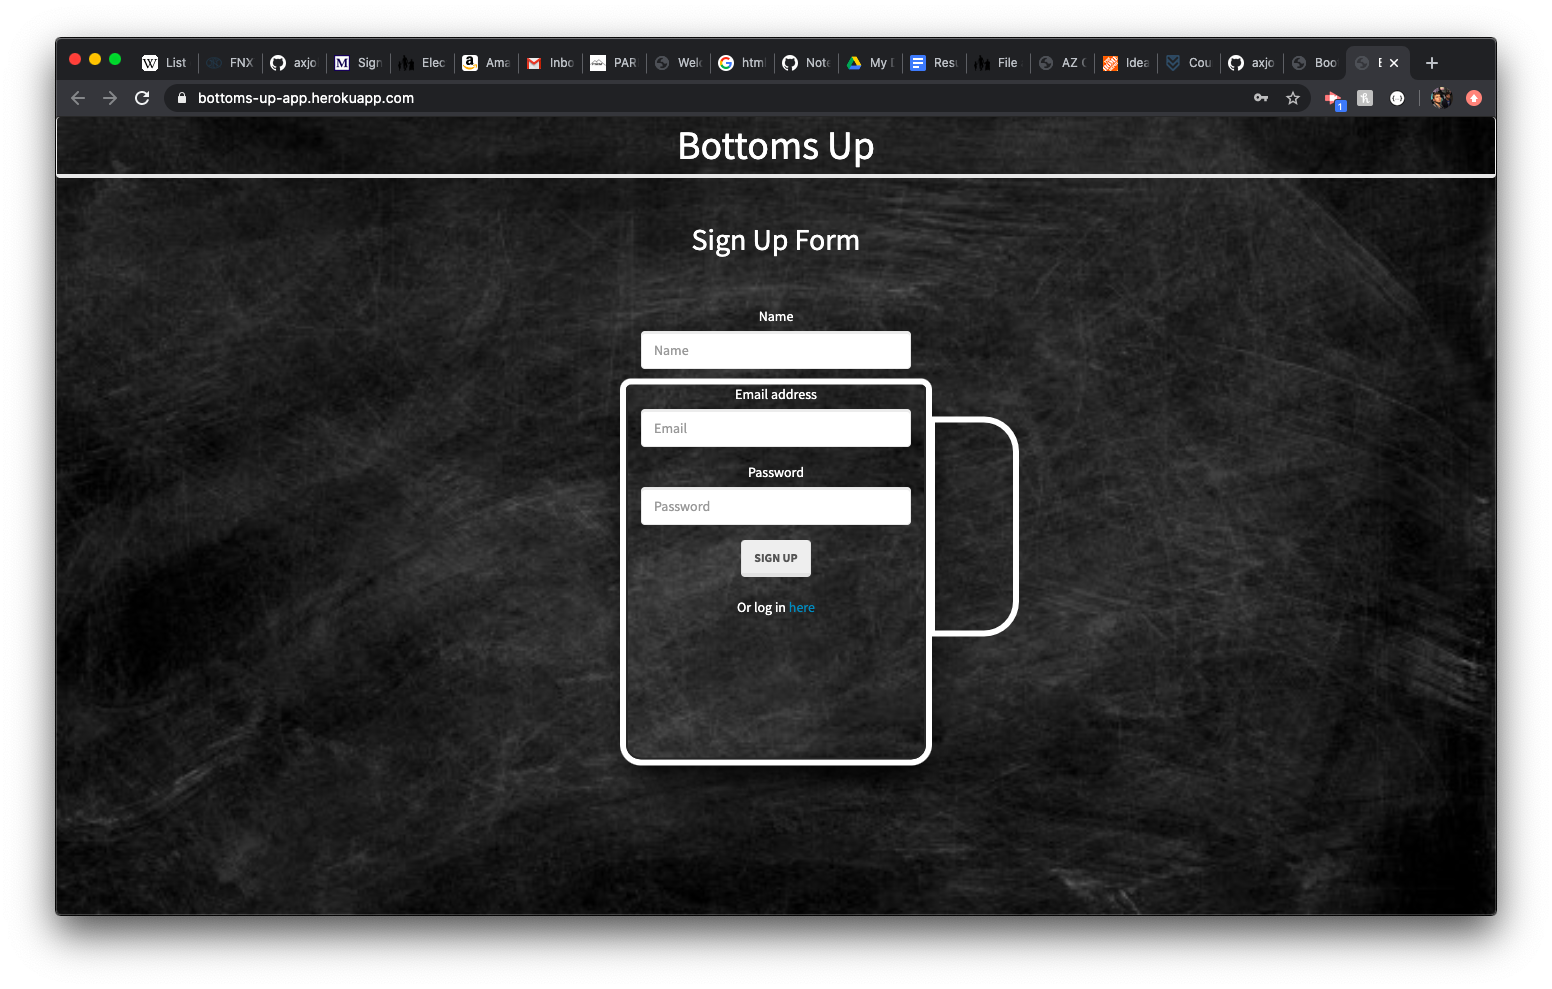 List FNX axjo Sign Elec Ama Inbo PAR Welc html Note My D Resu File AZ C Idea Cou axjo Boo
bottoms-up-app.herokuapp.com
1
Bottoms Up
Sign Up Form
Name
Name
Email address
Email
Password
Password
SIGN UP
Or log in here